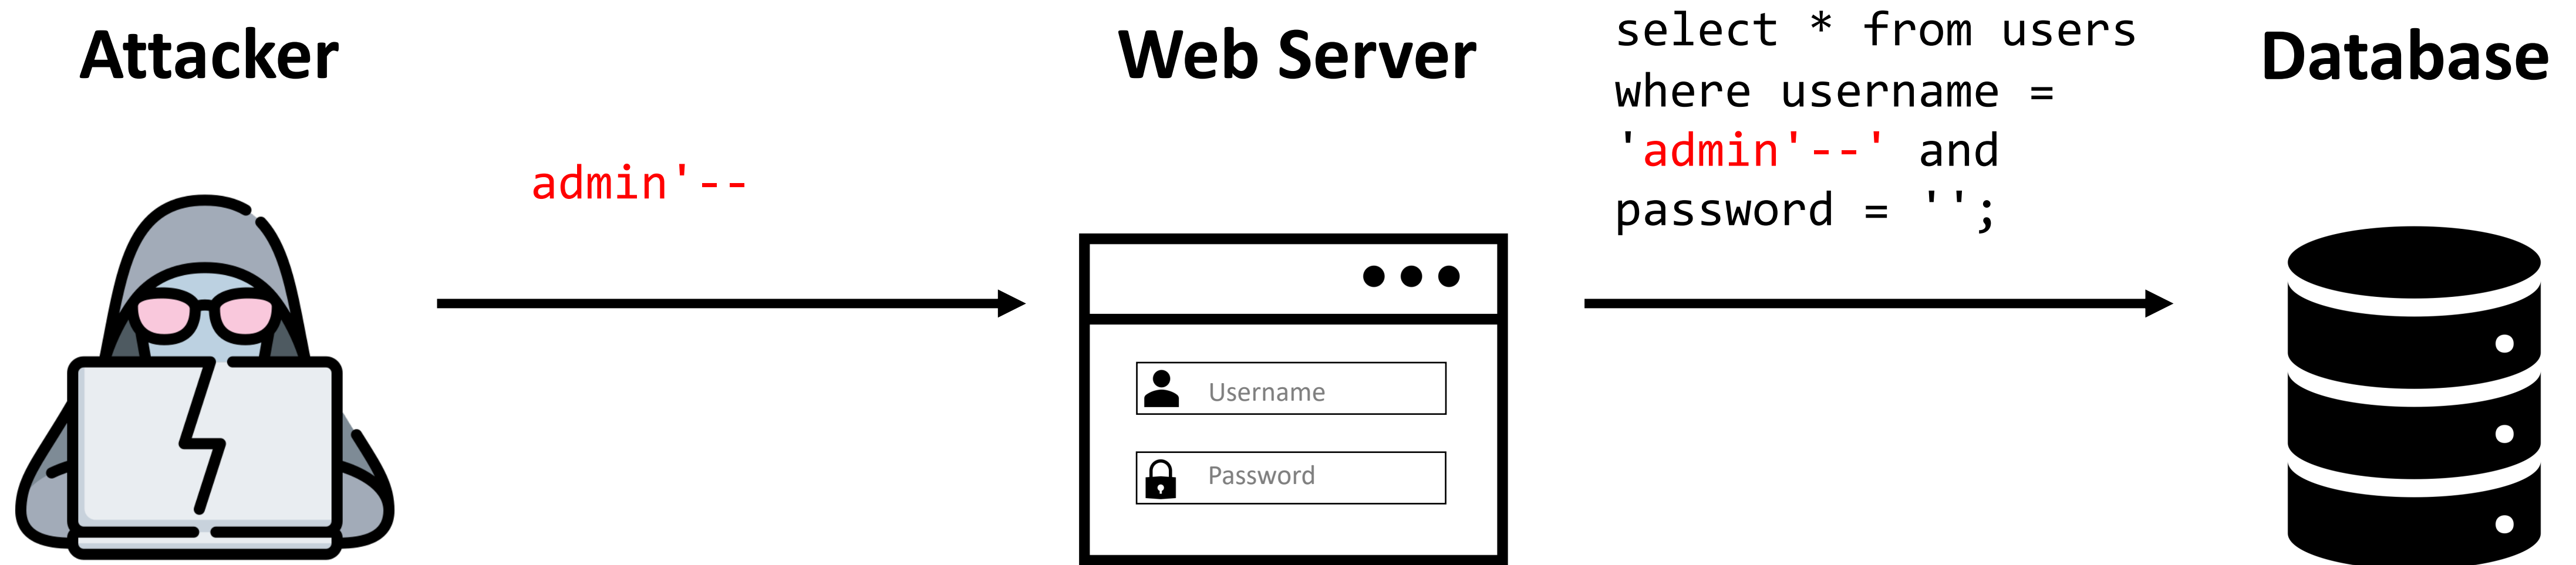 Attacker
admin'--
Web Server
Username
Password
select * from users
where username =
'admin'--' and
password = '';
Database